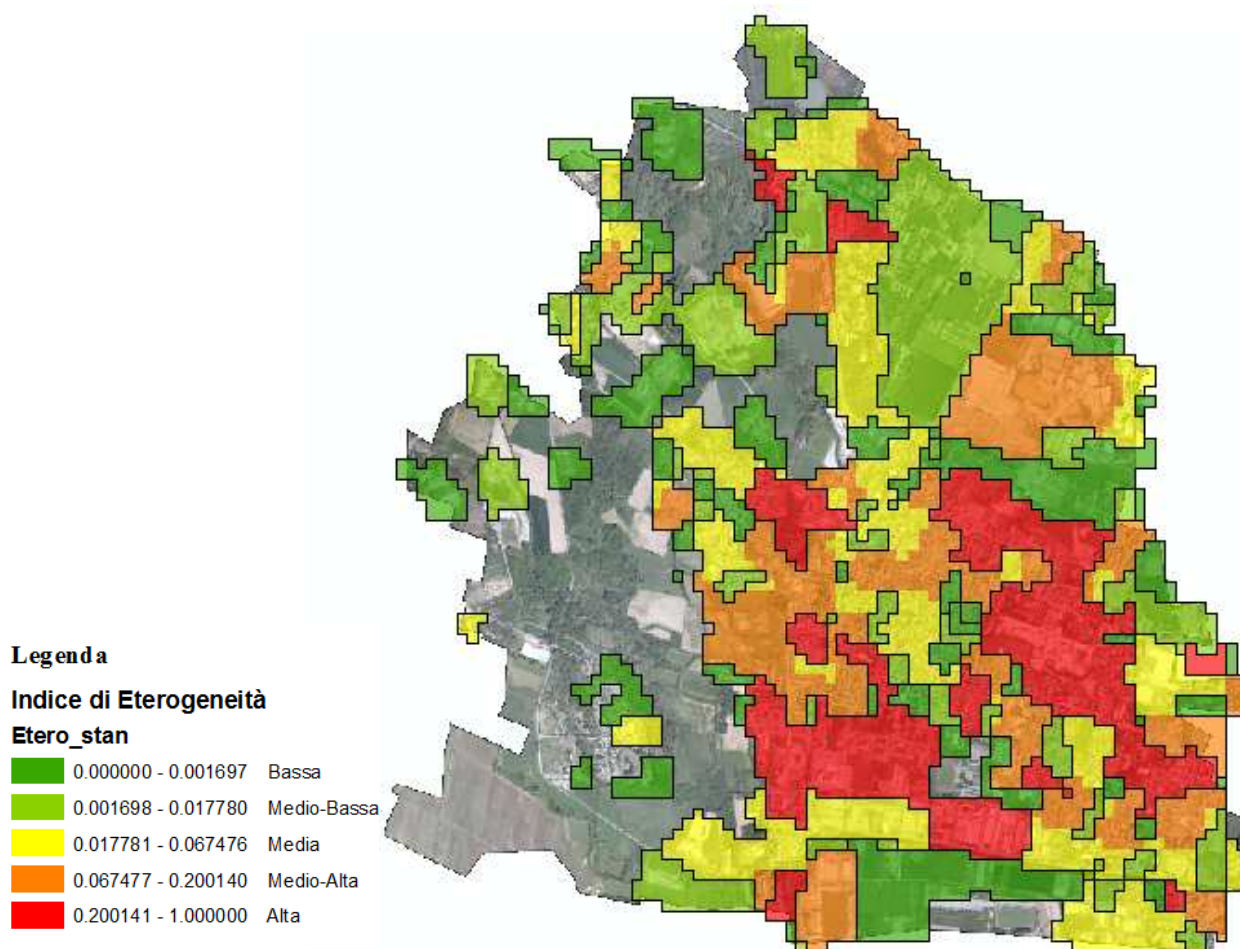 Legenda
Indice di Eterogeneità
Etero_stan
0.000000 - 0.001697 Bassa
0.001698 - 0.017780 Medio-Bassa
0.017781 - 0.067476 Media
0.067477 - 0.200140 Medio-Alta
0.200141 - 1.000000 Alta